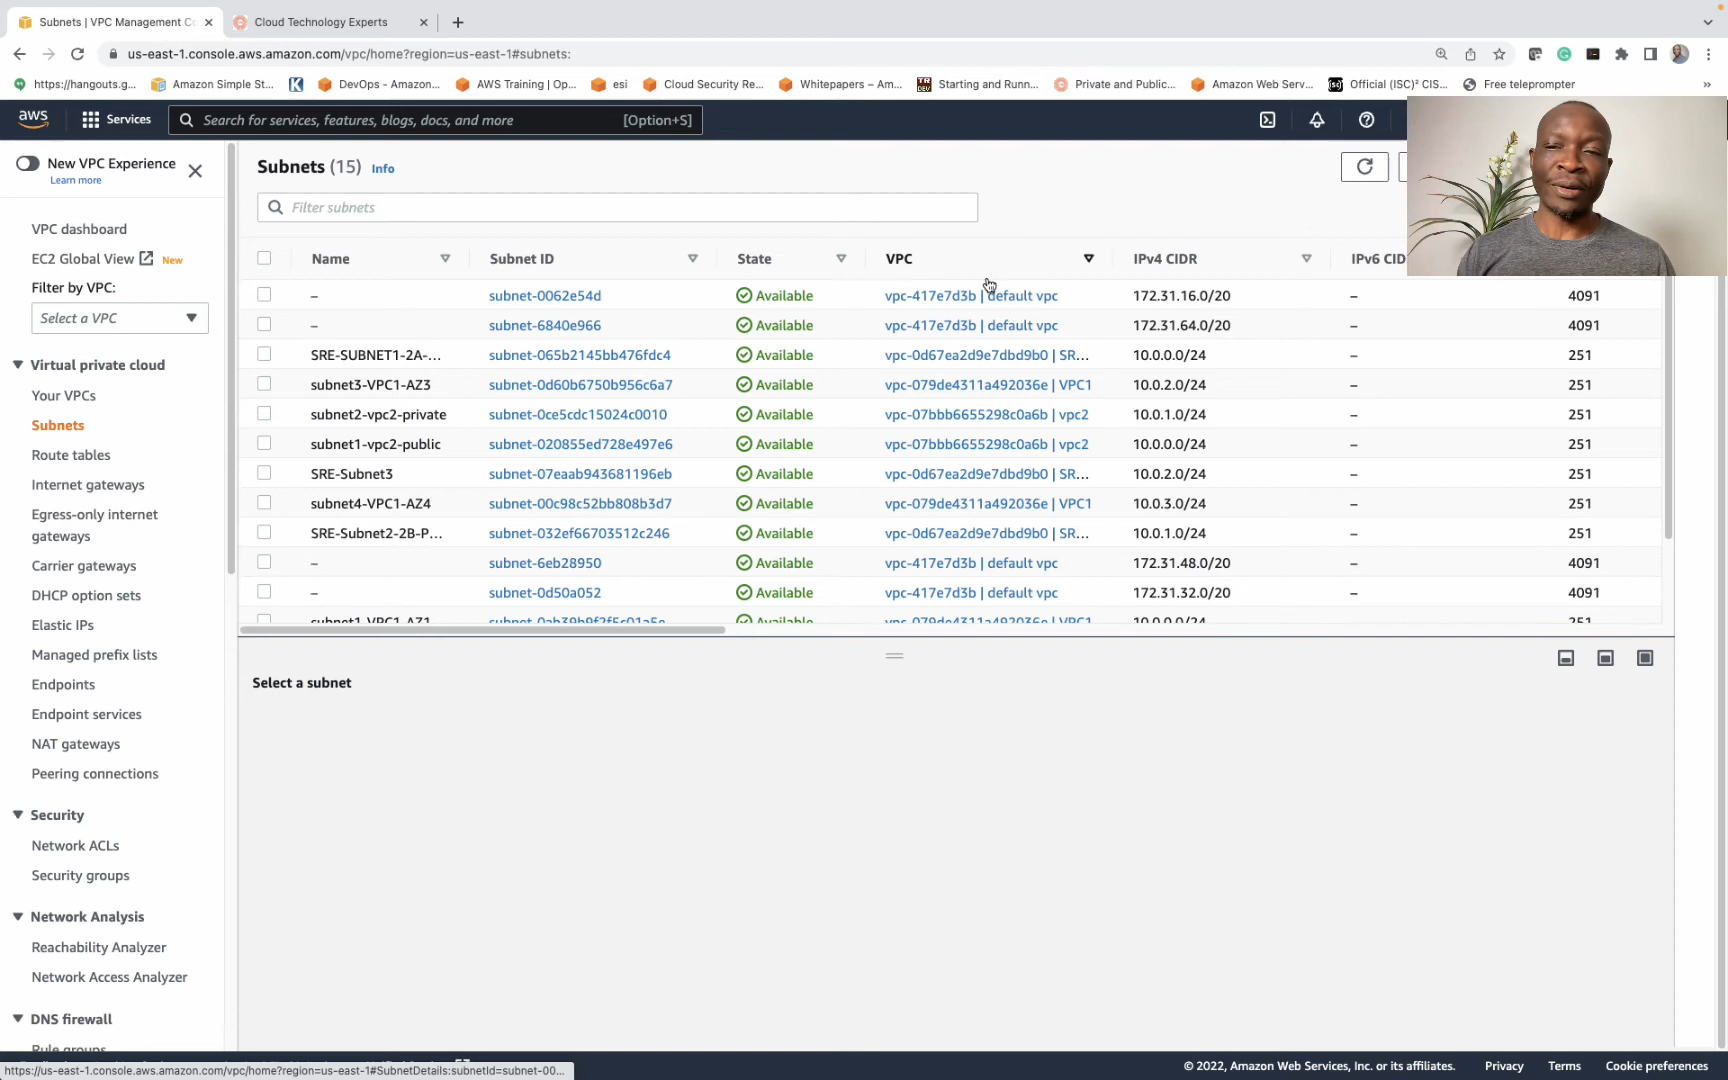 Subnets | VPC Management C
Cloud Technology Experts
us-east-1.console.aws.amazon.com/vpc/home?region=us-east-1#subnets:
https://hangouts.g...
Amazon Simple St...
DevOps - Amazon...
AWS Training | Op...
esi
Cloud Security Re...
Whitepapers – Am...
Starting and Runn...
Private and Public...
Amazon Web Serv...
Official (ISC)² CIS...
Free teleprompter
»
aws
Services
Search for services, features, blogs, docs, and more
[Option+S]
New VPC Experience
Learn more
VPC dashboard
EC2 Global View New
Filter by VPC:
Select a VPC
Virtual private cloud
Your VPCs
Subnets
Route tables
Internet gateways
Egress-only internet
gateways
Carrier gateways
DHCP option sets
Elastic IPs
Managed prefix lists
Endpoints
Endpoint services
NAT gateways
Peering connections
Security
Network ACLs
Security groups
Network Analysis
Reachability Analyzer
Network Access Analyzer
DNS firewall
Rule groups
Subnets (15) Info
Filter subnets
Name Subnet ID State VPC IPv4 CIDR IPv6 CID
– subnet-0062e54d Available vpc-417e7d3b | default vpc 172.31.16.0/20 – 4091
– subnet-6840e966 Available vpc-417e7d3b | default vpc 172.31.64.0/20 – 4091
SRE-SUBNET1-2A-... subnet-065b2145bb476fdc4 Available vpc-0d67ea2d9e7dbd9b0 | SR... 10.0.0.0/24 – 251
subnet3-VPC1-AZ3 subnet-0d60b6750b956c6a7 Available vpc-079de4311a492036e | VPC1 10.0.2.0/24 – 251
subnet2-vpc2-private subnet-0ce5cdc15024c0010 Available vpc-07bbb6655298c0a6b | vpc2 10.0.1.0/24 – 251
subnet1-vpc2-public subnet-020855ed728e497e6 Available vpc-07bbb6655298c0a6b | vpc2 10.0.0.0/24 – 251
SRE-Subnet3 subnet-07eaab943681196eb Available vpc-0d67ea2d9e7dbd9b0 | SR... 10.0.2.0/24 – 251
subnet4-VPC1-AZ4 subnet-00c98c52bb808b3d7 Available vpc-079de4311a492036e | VPC1 10.0.3.0/24 – 251
SRE-Subnet2-2B-P... subnet-032ef66703512c246 Available vpc-0d67ea2d9e7dbd9b0 | SR... 10.0.1.0/24 – 251
– subnet-6eb28950 Available vpc-417e7d3b | default vpc 172.31.48.0/20 – 4091
– subnet-0d50a052 Available vpc-417e7d3b | default vpc 172.31.32.0/20 – 4091
subnet1-VPC1-AZ1 subnet-0ab39b9f2f5c01a5e Available vpc-079de4311a492036e | VPC1 10.0.0.0/24 251
Select a subnet
https://us-east-1.console.aws.amazon.com/vpc/home?region=us-east-1#SubnetDetails:subnetId=subnet-00...
© 2022, Amazon Web Services, Inc. or its affiliates. Privacy Terms Cookie preferences